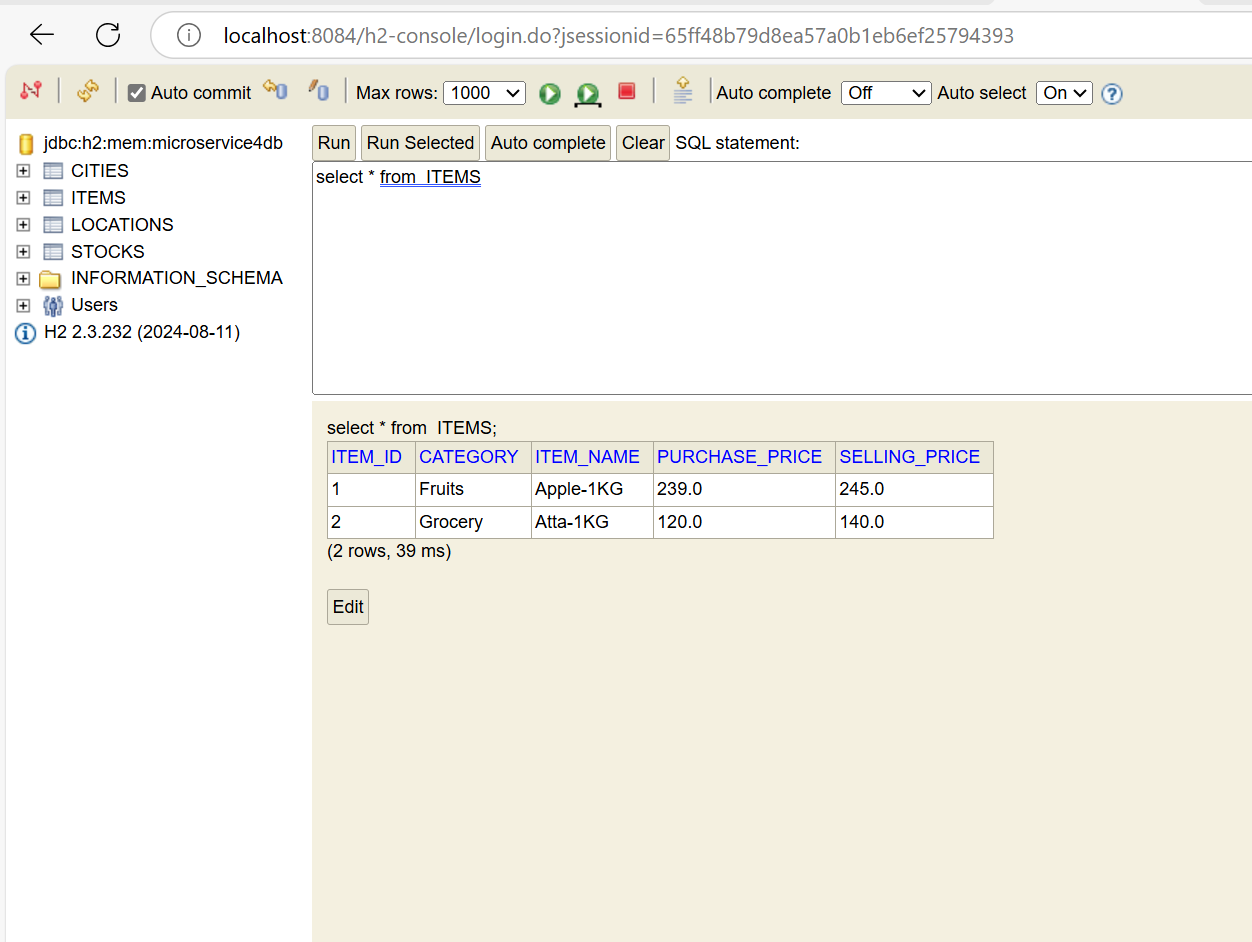 localhost:8084/h2-console/login.do?jsessionid=65ff48b79d8ea57a0b1eb6ef25794393
Auto commit Max rows: 1000 Auto complete Off Auto select On
jdbc:h2:mem:microservice4db
CITIES
ITEMS
LOCATIONS
STOCKS
INFORMATION_SCHEMA
Users
H2 2.3.232 (2024-08-11)
Run Run Selected Auto complete Clear SQL statement:
select * from  ITEMS
select * from  ITEMS;
ITEM_ID CATEGORY ITEM_NAME PURCHASE_PRICE SELLING_PRICE
1 Fruits Apple-1KG 239.0 245.0
2 Grocery Atta-1KG 120.0 140.0
(2 rows, 39 ms)
Edit